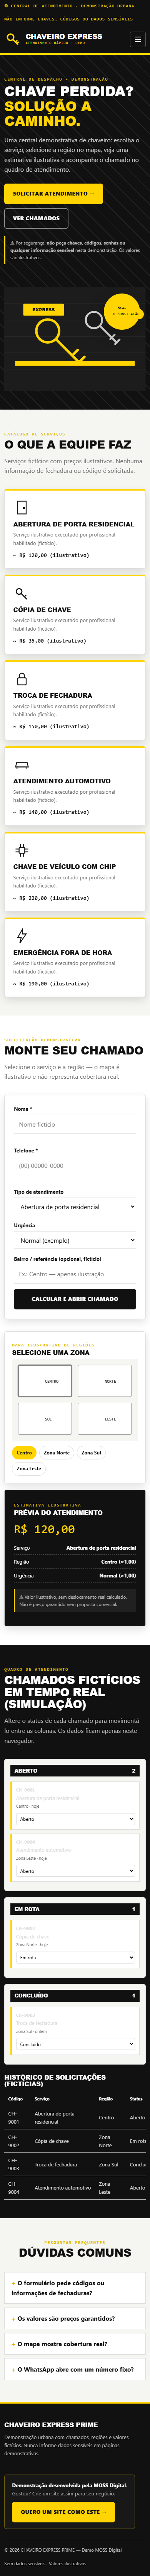 CENTRAL DE ATENDIMENTO · DEMONSTRAÇÃO URBANA
NÃO INFORME CHAVES, CÓDIGOS OU DADOS SENSÍVEIS
CHAVEIRO EXPRESS
ATENDIMENTO RÁPIDO · DEMO
CENTRAL DE DESPACHO · DEMONSTRAÇÃO
CHAVE PERDIDA?
SOLUÇÃO A
CAMINHO.
Uma central demonstrativa de chaveiro: escolha o
serviço, selecione a região no mapa, veja uma
estimativa ilustrativa e acompanhe o chamado no
quadro de atendimento.
SOLICITAR ATENDIMENTO →
VER CHAMADOS
⚠ Por segurança, não peça chaves, códigos, senhas ou
qualquer informação sensível nesta demonstração. Os valores
são ilustrativos.
EXPRESS
DEMONSTRAÇÃO
CATÁLOGO DE SERVIÇOS
O QUE A EQUIPE FAZ
Serviços fictícios com preços ilustrativos. Nenhuma
informação de fechadura ou código é solicitada.
ABERTURA DE PORTA RESIDENCIAL
Serviço ilustrativo executado por profissional
habilitado (fictício).
~ R$ 120,00 (ilustrativo)
CÓPIA DE CHAVE
Serviço ilustrativo executado por profissional
habilitado (fictício).
~ R$ 35,00 (ilustrativo)
TROCA DE FECHADURA
Serviço ilustrativo executado por profissional
habilitado (fictício).
~ R$ 150,00 (ilustrativo)
ATENDIMENTO AUTOMOTIVO
Serviço ilustrativo executado por profissional
habilitado (fictício).
~ R$ 140,00 (ilustrativo)
CHAVE DE VEÍCULO COM CHIP
Serviço ilustrativo executado por profissional
habilitado (fictício).
~ R$ 220,00 (ilustrativo)
EMERGÊNCIA FORA DE HORA
Serviço ilustrativo executado por profissional
habilitado (fictício).
~ R$ 190,00 (ilustrativo)
SOLICITAÇÃO DEMONSTRATIVA
MONTE SEU CHAMADO
Selecione o serviço e a região — o mapa é
ilustrativo e não representa cobertura real.
Nome *
Nome fictício
Telefone *
(00) 00000-0000
Tipo de atendimento
Abertura de porta residencial
Urgência
Normal (exemplo)
Bairro / referência (opcional, fictício)
Ex.: Centro — apenas ilustração
CALCULAR E ABRIR CHAMADO
MAPA ILUSTRATIVO DE REGIÕES
SELECIONE UMA ZONA
CENTRO
NORTE
SUL
LESTE
Centro
Zona Norte
Zona Sul
Zona Leste
ESTIMATIVA ILUSTRATIVA
PRÉVIA DO ATENDIMENTO
R$ 120,00
Serviço Abertura de porta residencial
Região Centro (×1,00)
Urgência Normal (×1,00)
⚠ Valor ilustrativo, sem deslocamento real calculado.
Não é preço garantido nem proposta comercial.
QUADRO DE ATENDIMENTO
CHAMADOS FICTÍCIOS
EM TEMPO REAL
(SIMULAÇÃO)
Altere o status de cada chamado para movimentá-
lo entre as colunas. Os dados ficam apenas neste
navegador.
ABERTO 2
CH-9001
Abertura de porta residencial
Centro · hoje
Aberto
CH-9004
Atendimento automotivo
Zona Leste · hoje
Aberto
EM ROTA 1
CH-9002
Cópia de chave
Zona Norte · hoje
Em rota
CONCLUÍDO 1
CH-9003
Troca de fechadura
Zona Sul · ontem
Concluído
HISTÓRICO DE SOLICITAÇÕES
(FICTÍCIAS)
Código Serviço Região Status
CH-9001 Abertura de porta residencial Centro Aberto
CH-9002 Cópia de chave Zona Norte Em rota
CH-9003 Troca de fechadura Zona Sul
CH-9004 Atendimento automotivo Zona Leste Aberto
PERGUNTAS FREQUENTES
DÚVIDAS COMUNS
O formulário pede códigos ou
informações de fechaduras?
Os valores são preços garantidos?
O mapa mostra cobertura real?
O WhatsApp abre com um número fixo?
CHAVEIRO EXPRESS PRIME
Demonstração urbana com chamados, regiões e valores
fictícios. Nunca informe dados sensíveis em páginas
demonstrativas.
Demonstração desenvolvida pela MOSS Digital.
Gostou? Crie um site assim para seu negócio.
QUERO UM SITE COMO ESTE →
© 2026 CHAVEIRO EXPRESS PRIME — Demo MOSS Digital
Sem dados sensíveis · Valores ilustrativos